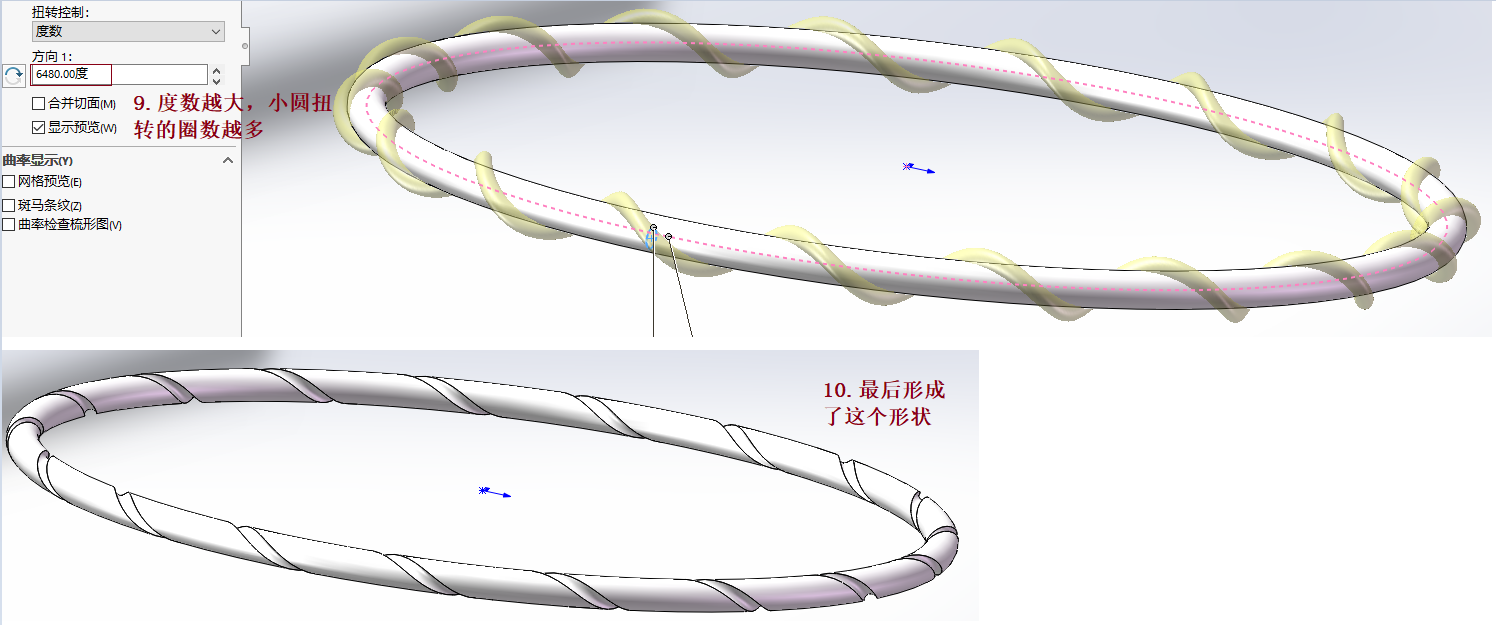 扭转控制：
度数
方向 1：
6480.00度
合并切面(M)
显示预览(W)
9. 度数越大，小圆扭
转的圈数越多
曲率显示(Y)
网格预览(E)
斑马条纹(Z)
曲率检查梳形图(V)
10. 最后形成
了这个形状